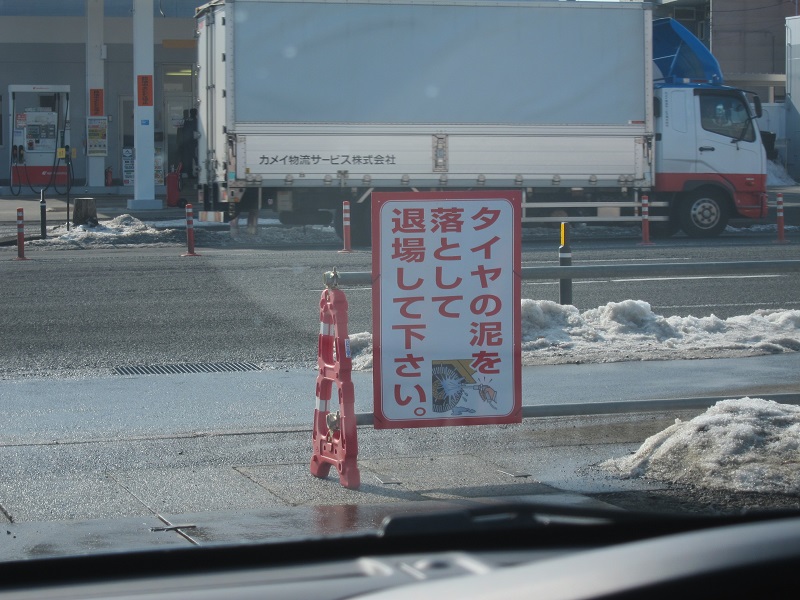 カメイ物流サービス株式会社
タイヤの泥を
落として
退場して下さい。